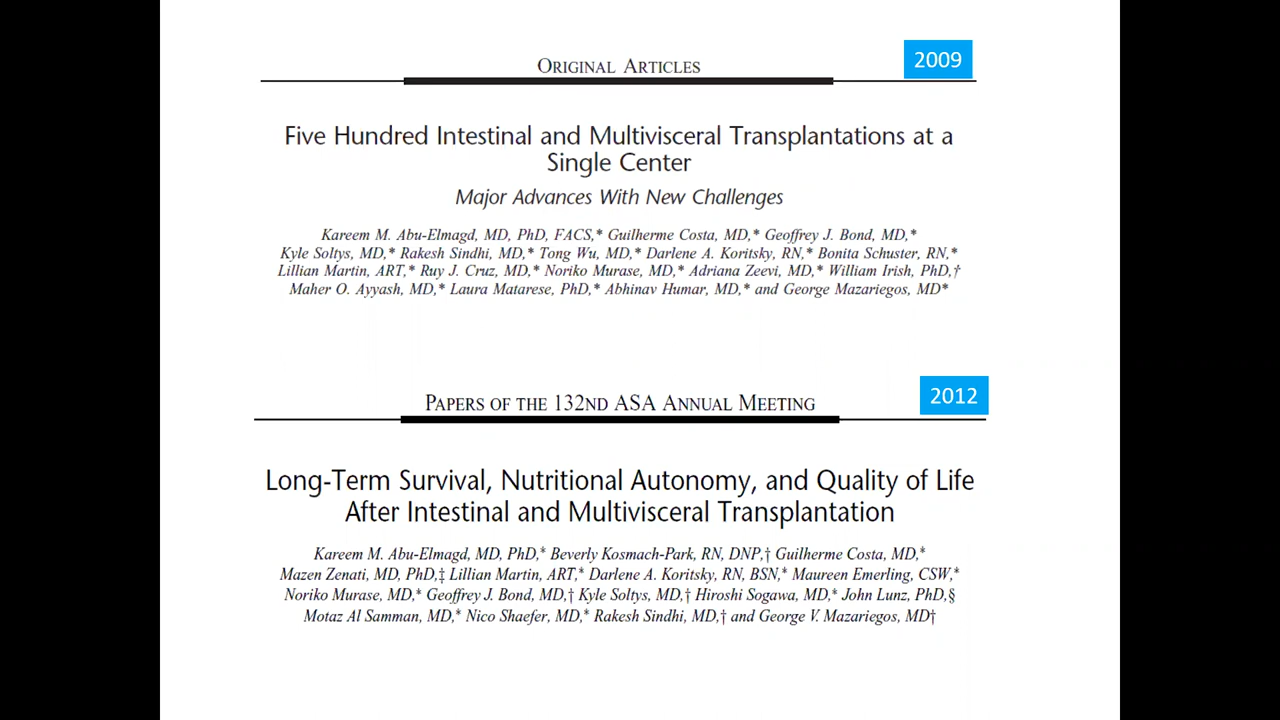 2009
ORIGINAL ARTICLES
Five Hundred Intestinal and Multivisceral Transplantations at a
Single Center
Major Advances With New Challenges
Kareem M. Abu-Elmagd, MD, PhD, FACS,* Guilherme Costa, MD,* Geoffrey J. Bond, MD,*
Kyle Soltys, MD,* Rakesh Sindhi, MD,* Tong Wu, MD,* Darlene A. Koritsky, RN,* Bonita Schuster, RN,*
Lillian Martin, ART,* Ruy J. Cruz, MD,* Noriko Murase, MD,* Adriana Zeevi, MD,* William Irish, PhD,†
Maher O. Ayyash, MD,* Laura Matarese, PhD,* Abhinav Humar, MD,* and George Mazariegos, MD*
2012
PAPERS OF THE 132ND ASA ANNUAL MEETING
Long-Term Survival, Nutritional Autonomy, and Quality of Life
After Intestinal and Multivisceral Transplantation
Kareem M. Abu-Elmagd, MD, PhD,* Beverly Kosmach-Park, RN, DNP,† Guilherme Costa, MD,*
Mazen Zenati, MD, PhD,‡ Lillian Martin, ART,* Darlene A. Koritsky, RN, BSN,* Maureen Emerling, CSW,*
Noriko Murase, MD,* Geoffrey J. Bond, MD,† Kyle Soltys, MD,† Hiroshi Sogawa, MD,* John Lunz, PhD,§
Motaz Al Samman, MD,* Nico Shaefer, MD,* Rakesh Sindhi, MD,† and George V. Mazariegos, MD†